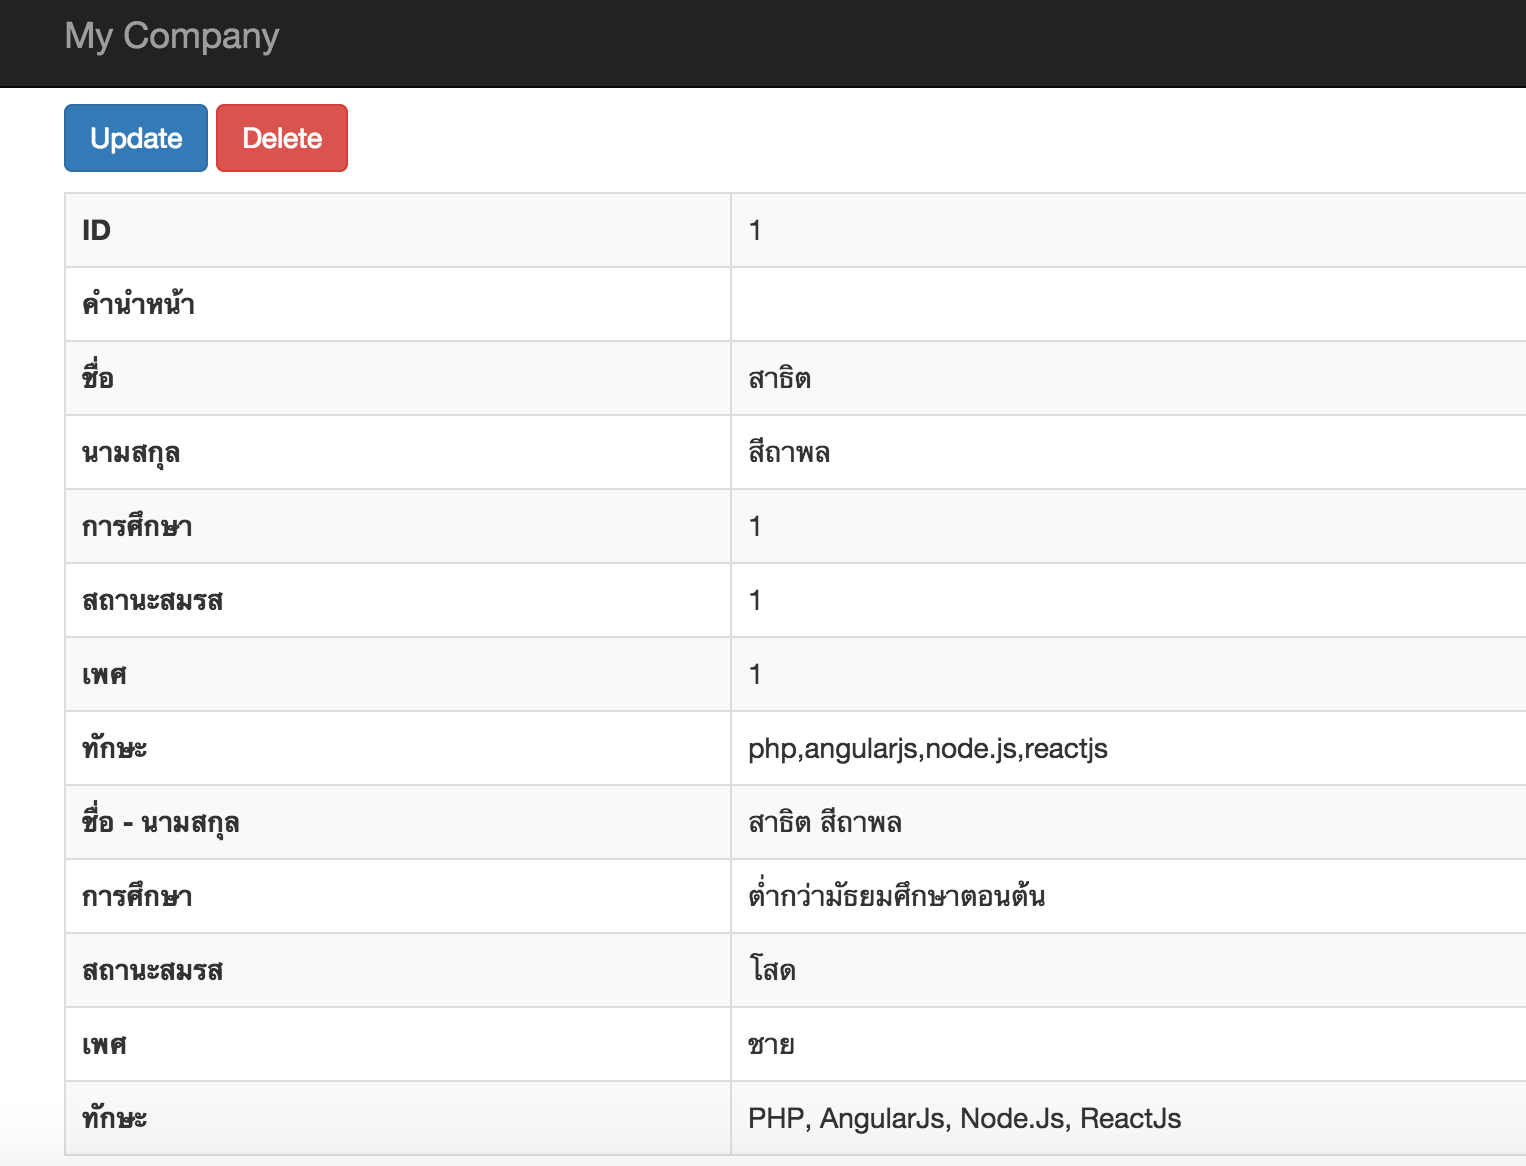 My Company
Update Delete
ID 1
คำนำหน้า
ชื่อ สาธิต
นามสกุล สีถาพล
การศึกษา 1
สถานะสมรส 1
เพศ 1
ทักษะ php,angularjs,node.js,reactjs
ชื่อ - นามสกุล สาธิต สีถาพล
การศึกษา ต่ำกว่ามัธยมศึกษาตอนต้น
สถานะสมรส โสด
เพศ ชาย
ทักษะ PHP, AngularJs, Node.Js, ReactJs